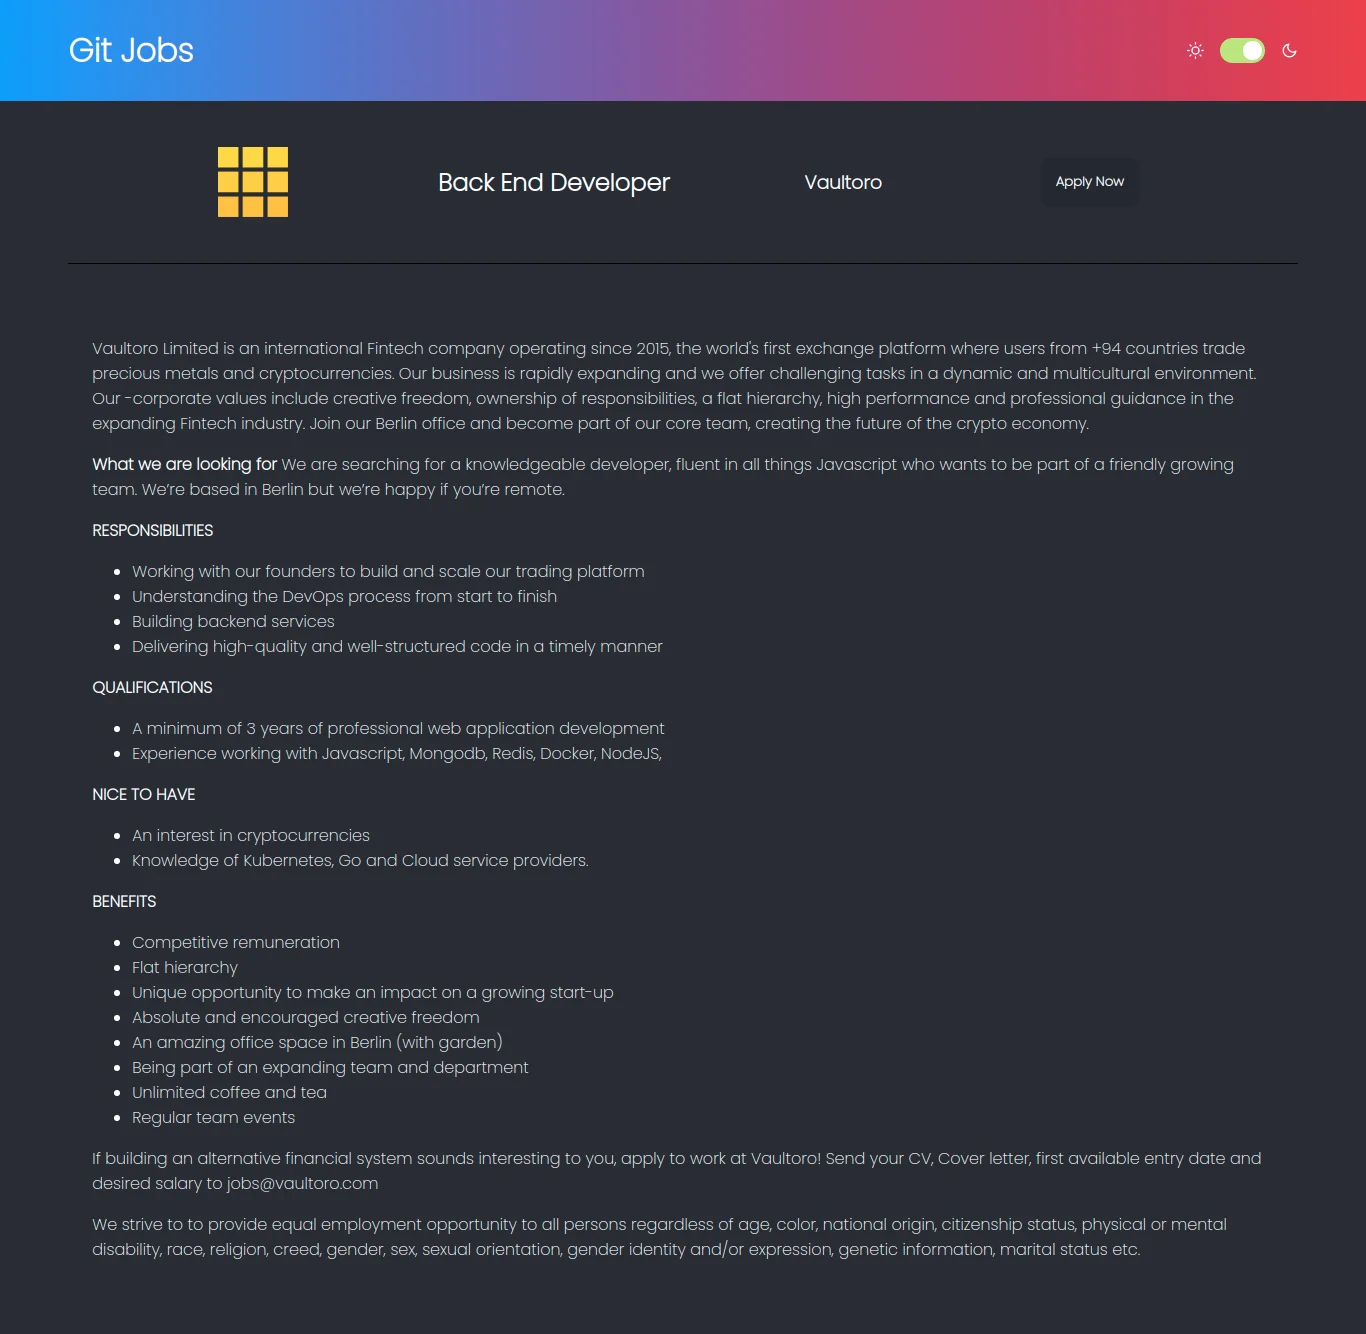 Git Jobs
Back End Developer
Vaultoro
Apply Now
Vaultoro Limited is an international Fintech company operating since 2015, the world's first exchange platform where users from +94 countries trade
precious metals and cryptocurrencies. Our business is rapidly expanding and we offer challenging tasks in a dynamic and multicultural environment.
Our -corporate values include creative freedom, ownership of responsibilities, a flat hierarchy, high performance and professional guidance in the
expanding Fintech industry. Join our Berlin office and become part of our core team, creating the future of the crypto economy.
What we are looking for We are searching for a knowledgeable developer, fluent in all things Javascript who wants to be part of a friendly growing
team. We’re based in Berlin but we’re happy if you’re remote.
RESPONSIBILITIES
• Working with our founders to build and scale our trading platform
• Understanding the DevOps process from start to finish
• Building backend services
• Delivering high-quality and well-structured code in a timely manner
QUALIFICATIONS
• A minimum of 3 years of professional web application development
• Experience working with Javascript, Mongodb, Redis, Docker, NodeJS,
NICE TO HAVE
• An interest in cryptocurrencies
• Knowledge of Kubernetes, Go and Cloud service providers.
BENEFITS
• Competitive remuneration
• Flat hierarchy
• Unique opportunity to make an impact on a growing start-up
• Absolute and encouraged creative freedom
• An amazing office space in Berlin (with garden)
• Being part of an expanding team and department
• Unlimited coffee and tea
• Regular team events
If building an alternative financial system sounds interesting to you, apply to work at Vaultoro! Send your CV, Cover letter, first available entry date and
desired salary to jobs@vaultoro.com
We strive to to provide equal employment opportunity to all persons regardless of age, color, national origin, citizenship status, physical or mental
disability, race, religion, creed, gender, sex, sexual orientation, gender identity and/or expression, genetic information, marital status etc.